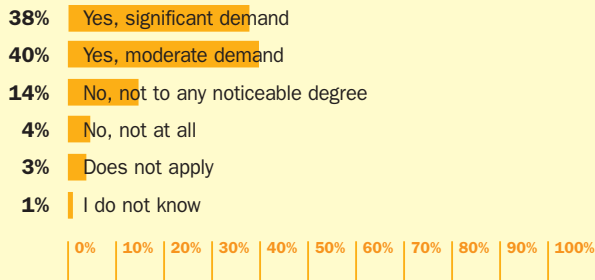 38% Yes, significant demand
40% Yes, moderate demand
14% No, not to any noticeable degree
4% No, not at all
3% Does not apply
1% I do not know
0% 10% 20% 30% 40% 50% 60% 70% 80% 90% 100%